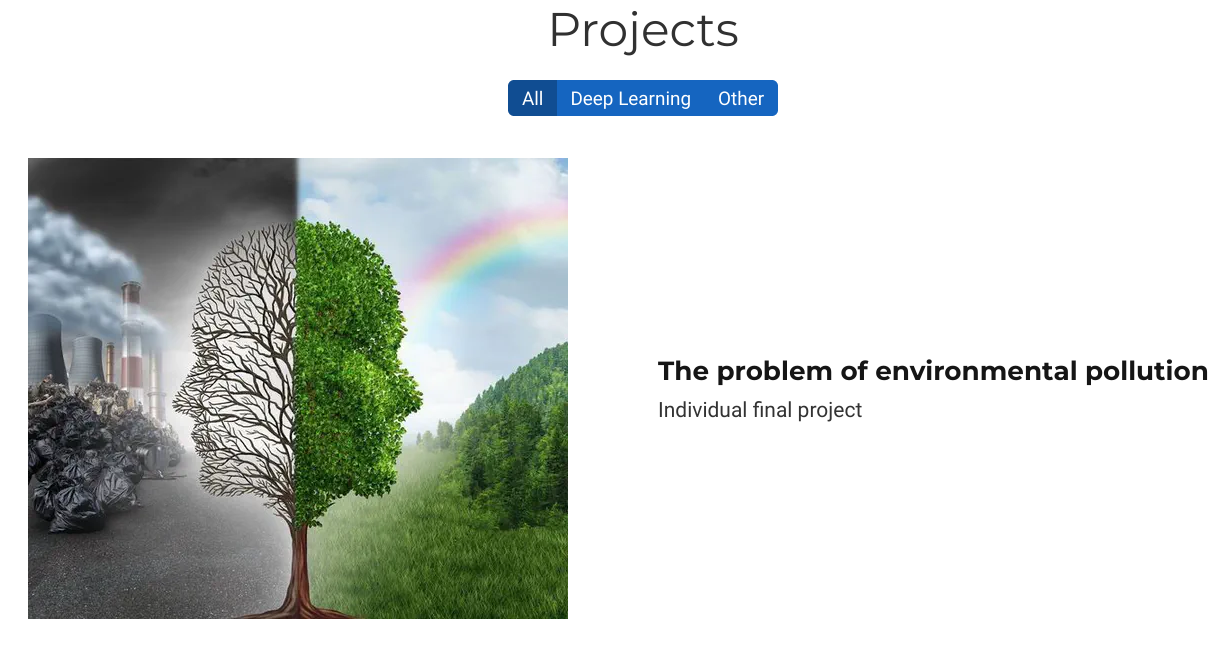 Projects
All Deep Learning Other
The problem of environmental pollution
Individual final project